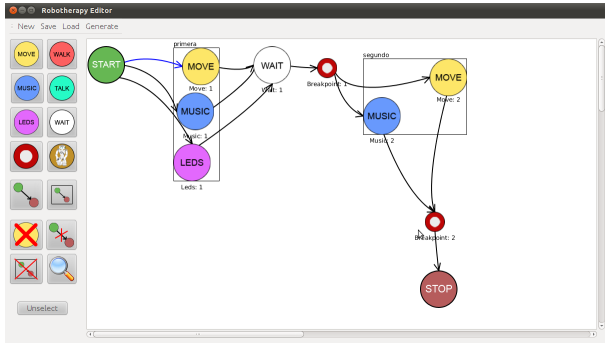 Robotherapy Editor
New Save Load Generate
MOVE WALK
MUSIC TALK
LEDS WAIT
Unselect
START
primera
MOVE
Move: 1
MUSIC
Music: 1
LEDS
Leds: 1
WAIT
Wait: 1
Breakpoint: 1
segundo
MOVE
Move: 2
MUSIC
Music: 2
Breakpoint: 2
STOP